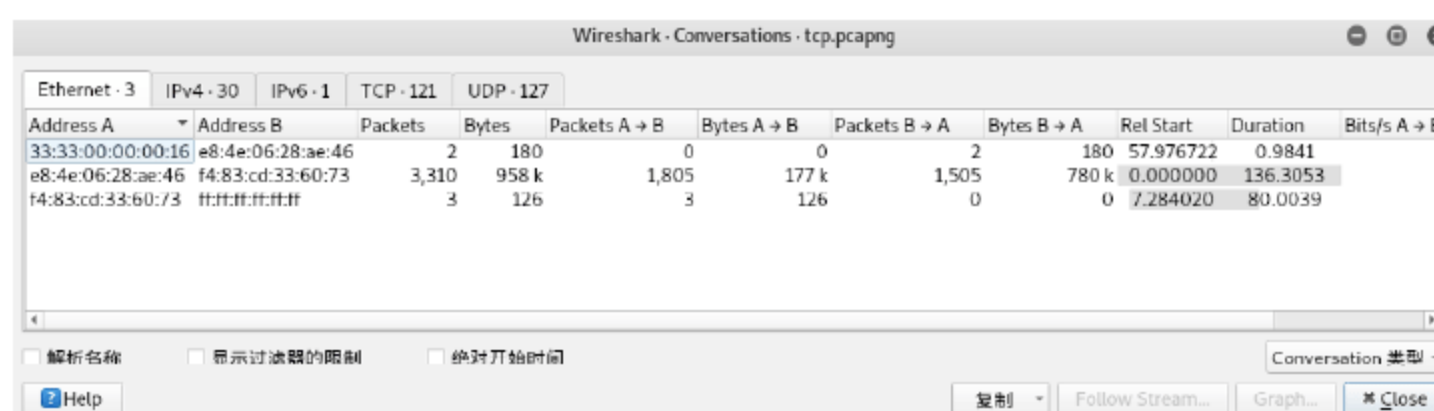 Wireshark · Conversations · tcp.pcapng
Ethernet · 3 IPv4 · 30 IPv6 · 1 TCP · 121 UDP · 127
Address A Address B Packets Bytes Packets A → B Bytes A → B Packets B → A Bytes B → A Rel Start Duration Bits/s A →
33:33:00:00:00:16 e8:4e:06:28:ae:46 2 180 0 0 2 180 57.976722 0.9841
e8:4e:06:28:ae:46 f4:83:cd:33:60:73 3,310 958 k 1,805 177 k 1,505 780 k 0.000000 136.3053
f4:83:cd:33:60:73 ff:ff:ff:ff:ff:ff 3 126 3 126 0 0 7.284020 80.0039
解析名称 显示过滤器的限制 绝对开始时间 Conversation 类型
Help 复制 Follow Stream... Graph... Close